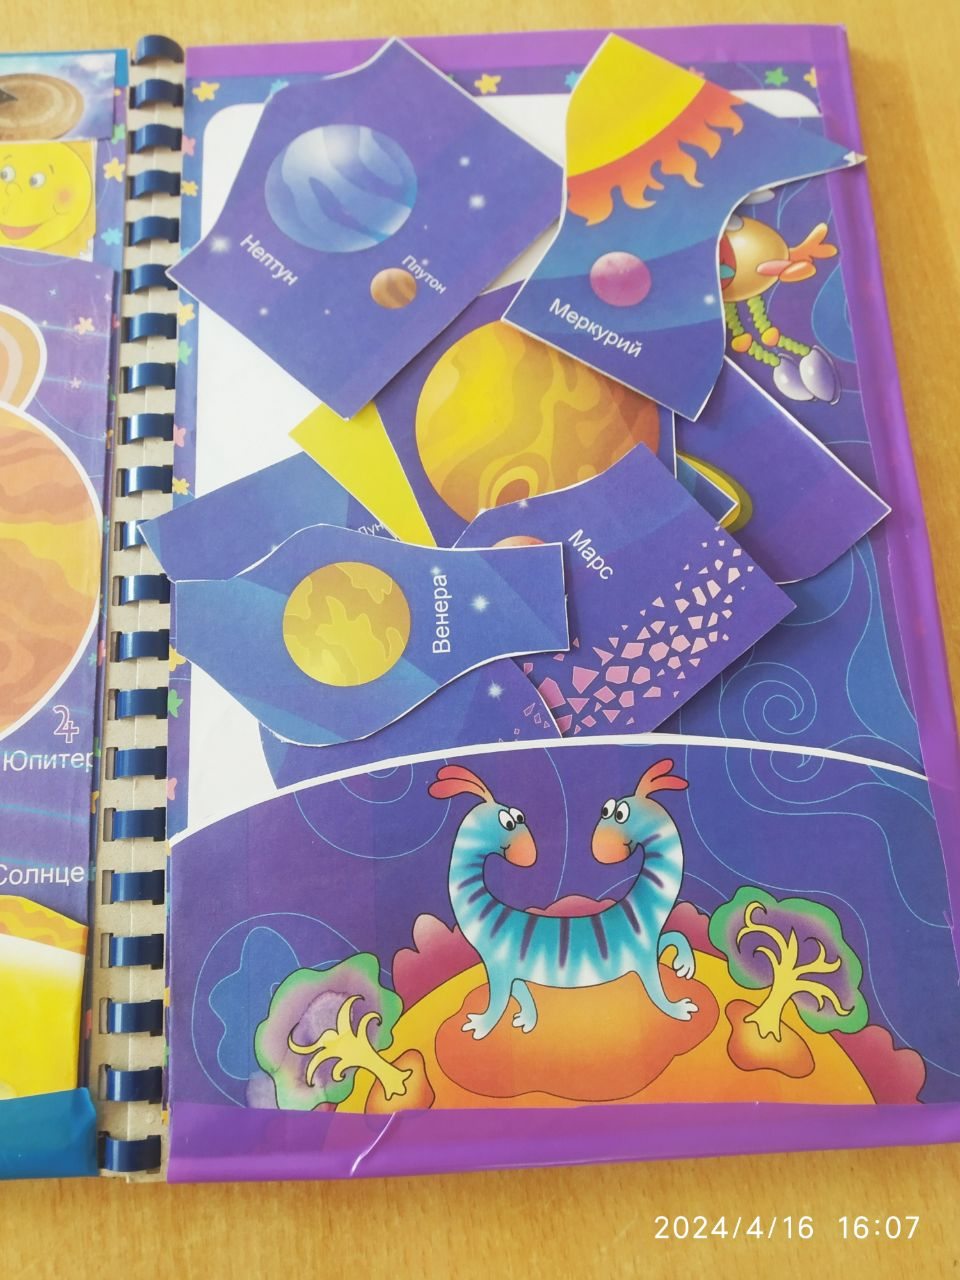 Нептун
Плутон
Меркурий
Марс
Венера
Юпитер
Солнце
2024/4/16 16:07